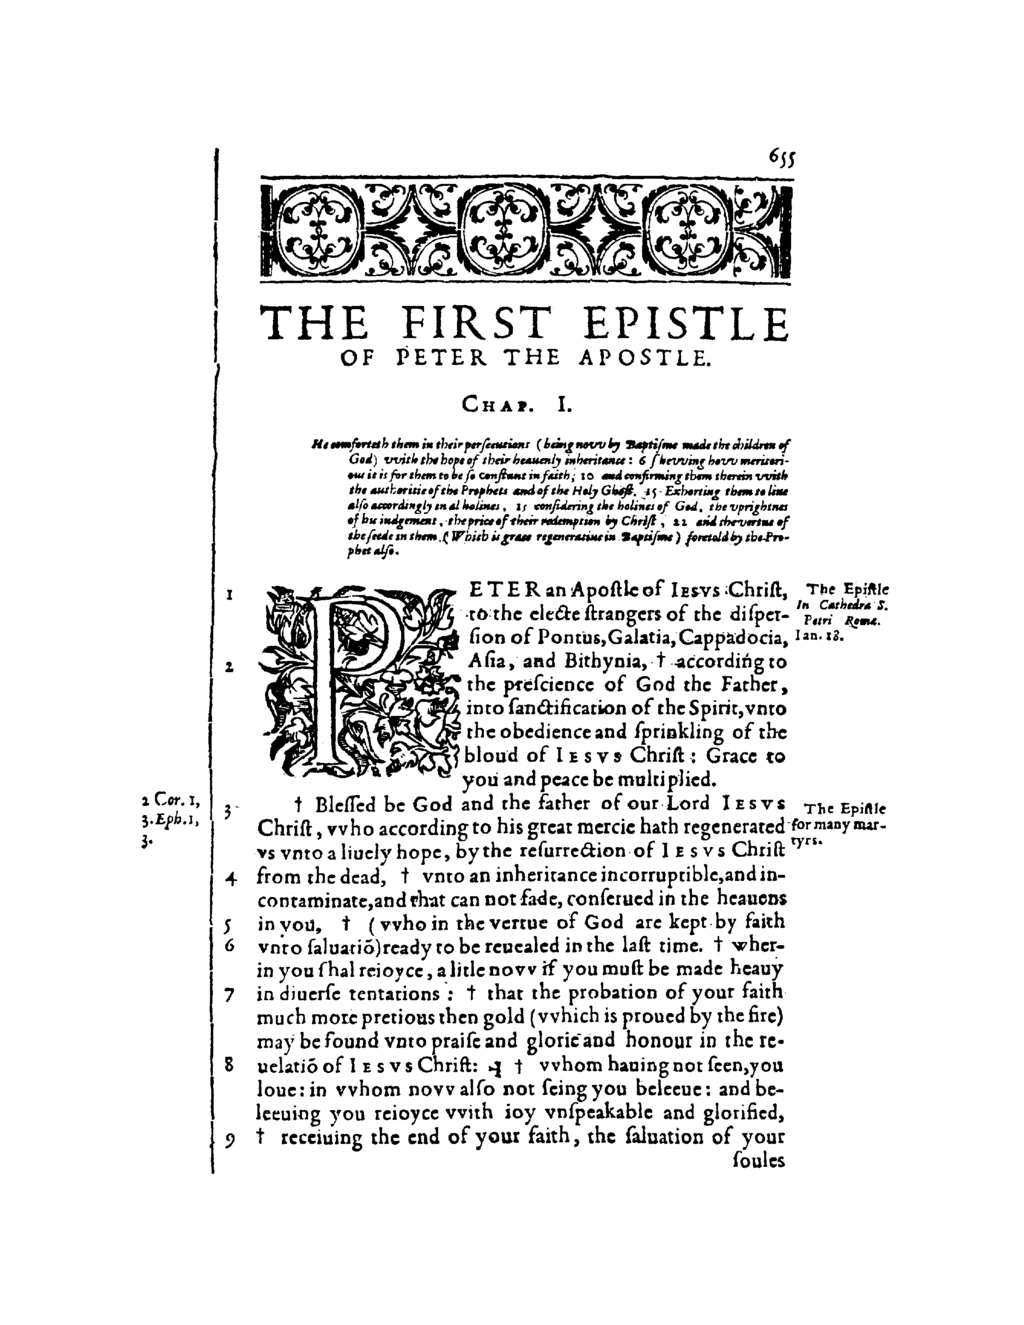 655
THE FIRST EPISTLE
OF PETER THE APOSTLE.
CHAP. I.
He comforteth them in their persecutions (being novv by Baptisme made the children of
God) vvith the hope of their heauenly inheritance: 6 shevving hovv meritori-
ous it is for them to be so constant in faith, 10 and confirming them therein vvith
the authoritie of the Prophets and of the Holy Ghost. 15 Exhorting them to liue
also accordingly in al holines, 15 considering the holines of God, the vprightnes
of his iudgement, the price of their redemption by Christ, 22 and the vertue of
the seede in them. (Which is grace regeneratiue in Baptisme) foretold by the Pro-
phet also.
1 PETER an Apoſtle of IESVS Chriſt,
to the electe ſtrangers of the diſper-
ſion of Pontus, Galatia, Cappadocia,
The Epiſtle
In Cathedra S.
Petri Romæ.
Ian. 18.
2 Aſia, and Bithynia, † according to
the preſcience of God the Father,
into ſanctification of the Spirit, vnto
the obedience and ſprinkling of the
bloud of IESVS Chriſt: Grace to
you and peace be multiplied.
2 Cor. 1,
3. Eph. 1,
3.
3 † Bleſſed be God and the father of our Lord IESVS
Chriſt, vvho according to his great mercie hath regenerated
vs vnto a liuely hope, by the reſurrection of IESVS Chriſt
The Epiſtle
for many mar-
tyrs.
4 from the dead, † vnto an inheritance incorruptible, and in-
contaminate, and that can not fade, conſerued in the heauens
5 in you, † (vvho in the vertue of God are kept by faith
6 vnto ſaluatiō) ready to be reuealed in the laſt time. † wher-
in you ſhal reioyce, a litle novv if you muſt be made heauy
7 in diuerſe tentations: † that the probation of your faith
much more pretious then gold (vvhich is proued by the fire)
may be found vnto praiſe and glorie and honour in the re-
8 uelatiō of IESVS Chriſt: † vvhom hauing not ſeen, you
loue: in vvhom novv alſo not ſeing you beleeue: and be-
leeuing you reioyce vvith ioy vnſpeakable and glorified,
9 † receiuing the end of your faith, the ſaluation of your
ſoules